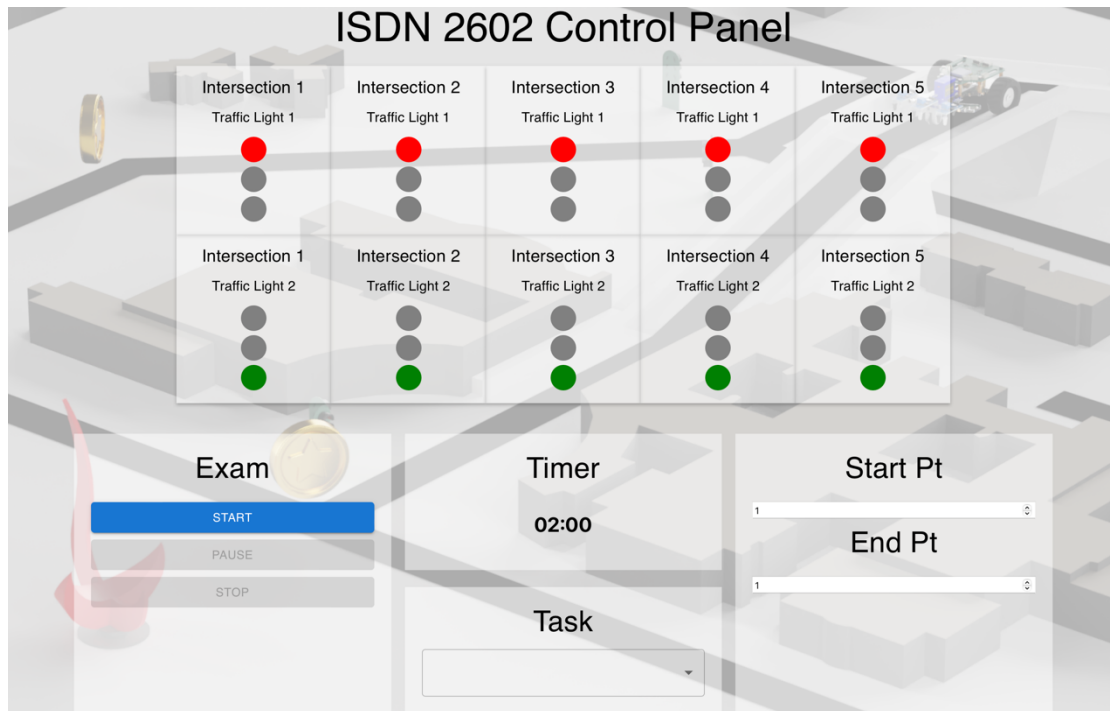 ISDN 2602 Control Panel
Intersection 1 Intersection 2 Intersection 3 Intersection 4 Intersection 5
Traffic Light 1 Traffic Light 1 Traffic Light 1 Traffic Light 1 Traffic Light 1
Intersection 1 Intersection 2 Intersection 3 Intersection 4 Intersection 5
Traffic Light 2 Traffic Light 2 Traffic Light 2 Traffic Light 2 Traffic Light 2
Exam
START
PAUSE
STOP
Timer
02:00
Task
Start Pt
1
End Pt
1